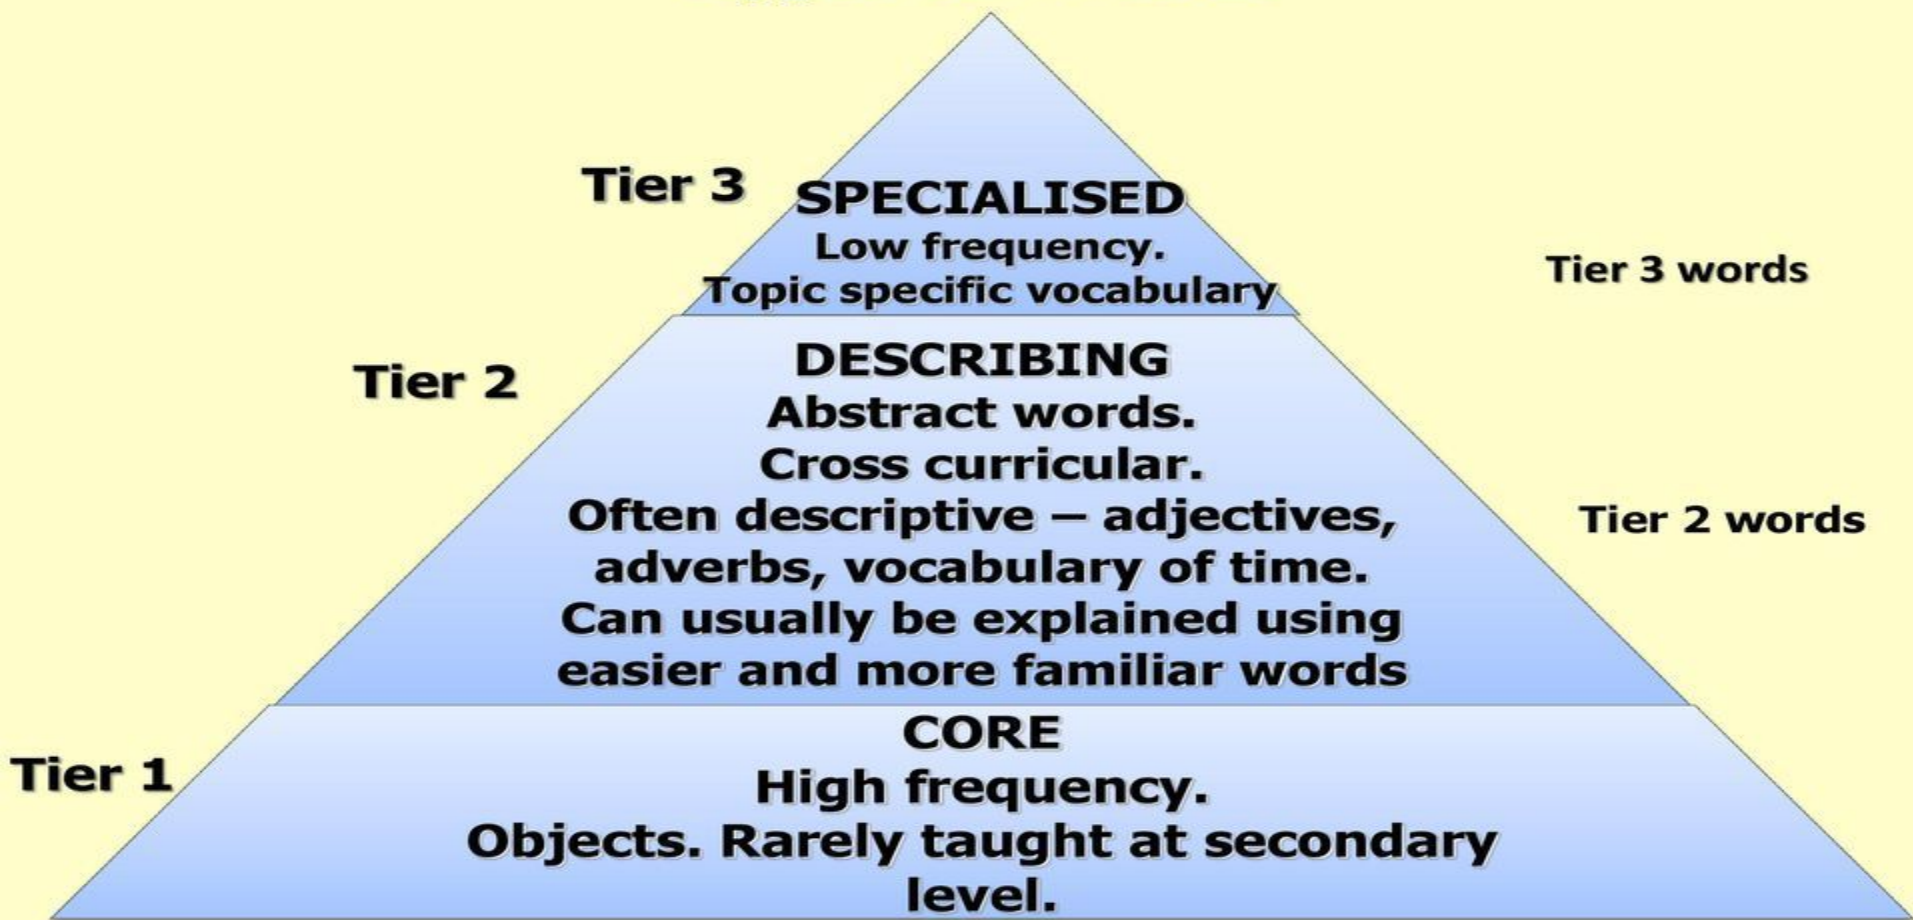 Tier 3
SPECIALISED
Low frequency.
Topic specific vocabulary
Tier 3 words
Tier 2
DESCRIBING
Abstract words.
Cross curricular.
Often descriptive – adjectives,
adverbs, vocabulary of time.
Can usually be explained using
easier and more familiar words
Tier 2 words
Tier 1
CORE
High frequency.
Objects. Rarely taught at secondary
level.